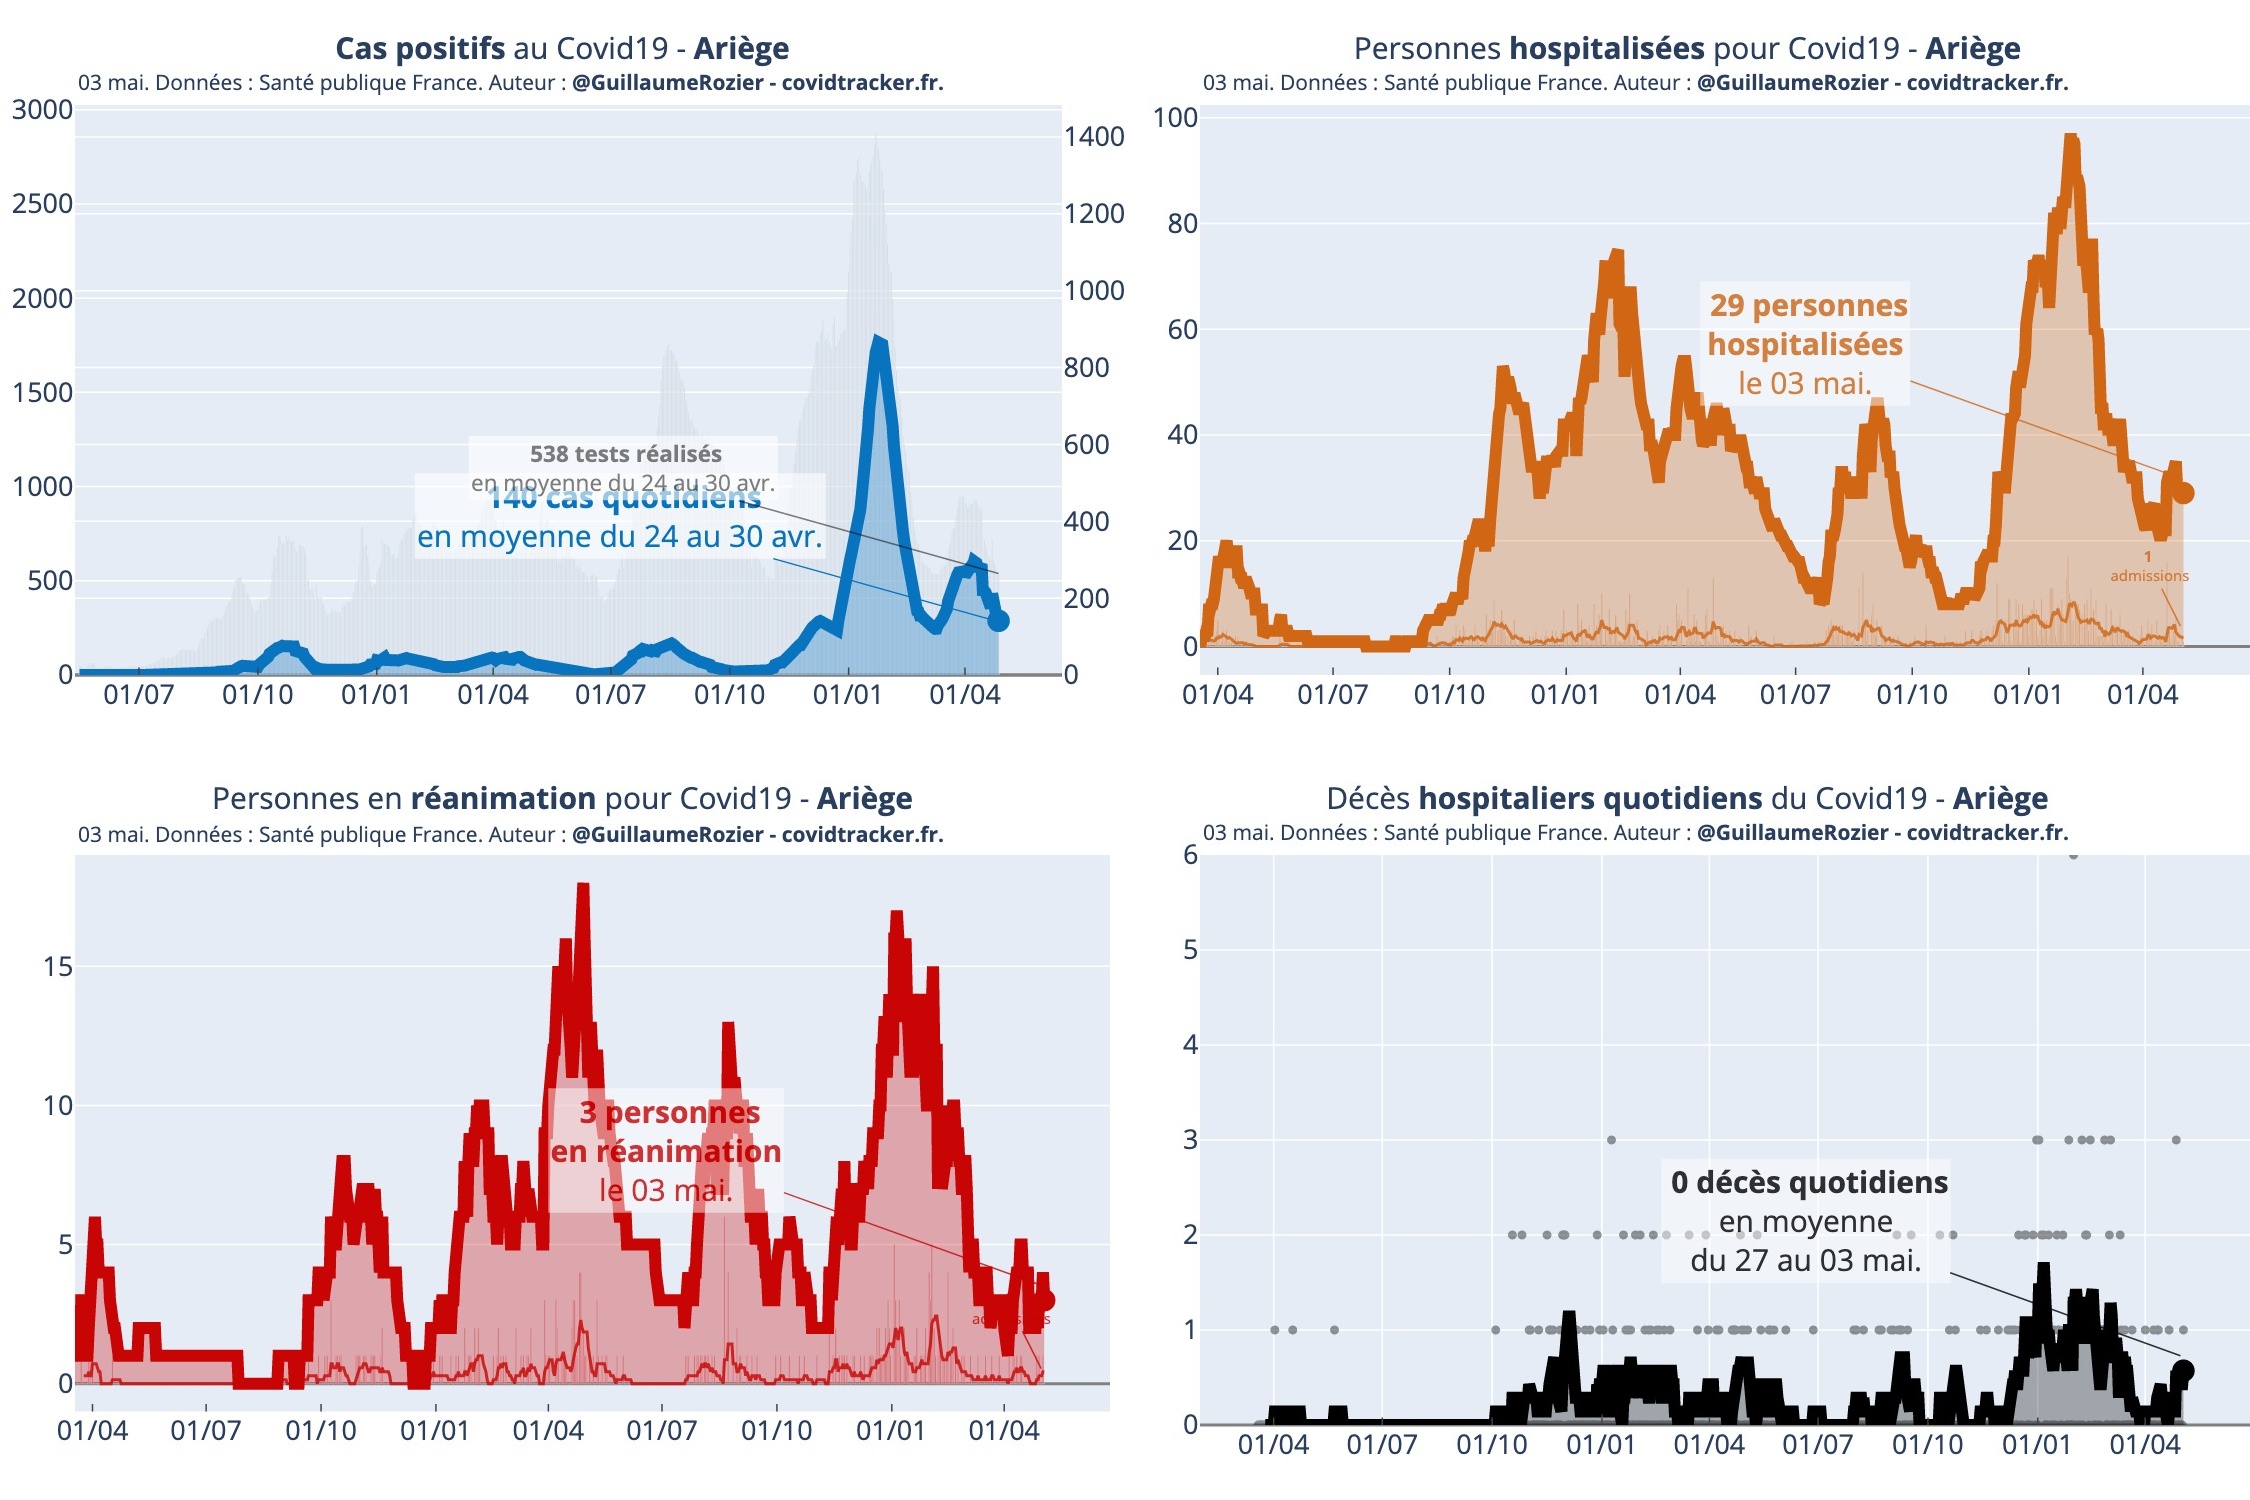 Cas positifs au Covid19 - Ariège
03 mai. Données : Santé publique France. Auteur : @GuillaumeRozier - covidtracker.fr.
3000
2500
2000
1500
1000
500
0
1400
1200
1000
800
600
400
200
0
538 tests réalisés
en moyenne du 24 au 30 avr.
140 cas quotidiens
en moyenne du 24 au 30 avr.
01/07 01/10 01/01 01/04 01/07 01/10 01/01 01/04
Personnes hospitalisées pour Covid19 - Ariège
03 mai. Données : Santé publique France. Auteur : @GuillaumeRozier - covidtracker.fr.
100
80
60
40
20
0
29 personnes
hospitalisées
le 03 mai.
1
admissions
01/04 01/07 01/10 01/01 01/04 01/07 01/10 01/01 01/04
Personnes en réanimation pour Covid19 - Ariège
03 mai. Données : Santé publique France. Auteur : @GuillaumeRozier - covidtracker.fr.
15
10
5
0
3 personnes
en réanimation
le 03 mai.
01/04 01/07 01/10 01/01 01/04 01/07 01/10 01/01 01/04
Décès hospitaliers quotidiens du Covid19 - Ariège
03 mai. Données : Santé publique France. Auteur : @GuillaumeRozier - covidtracker.fr.
6
5
4
3
2
1
0
0 décès quotidiens
en moyenne
du 27 au 03 mai.
01/04 01/07 01/10 01/01 01/04 01/07 01/10 01/01 01/04